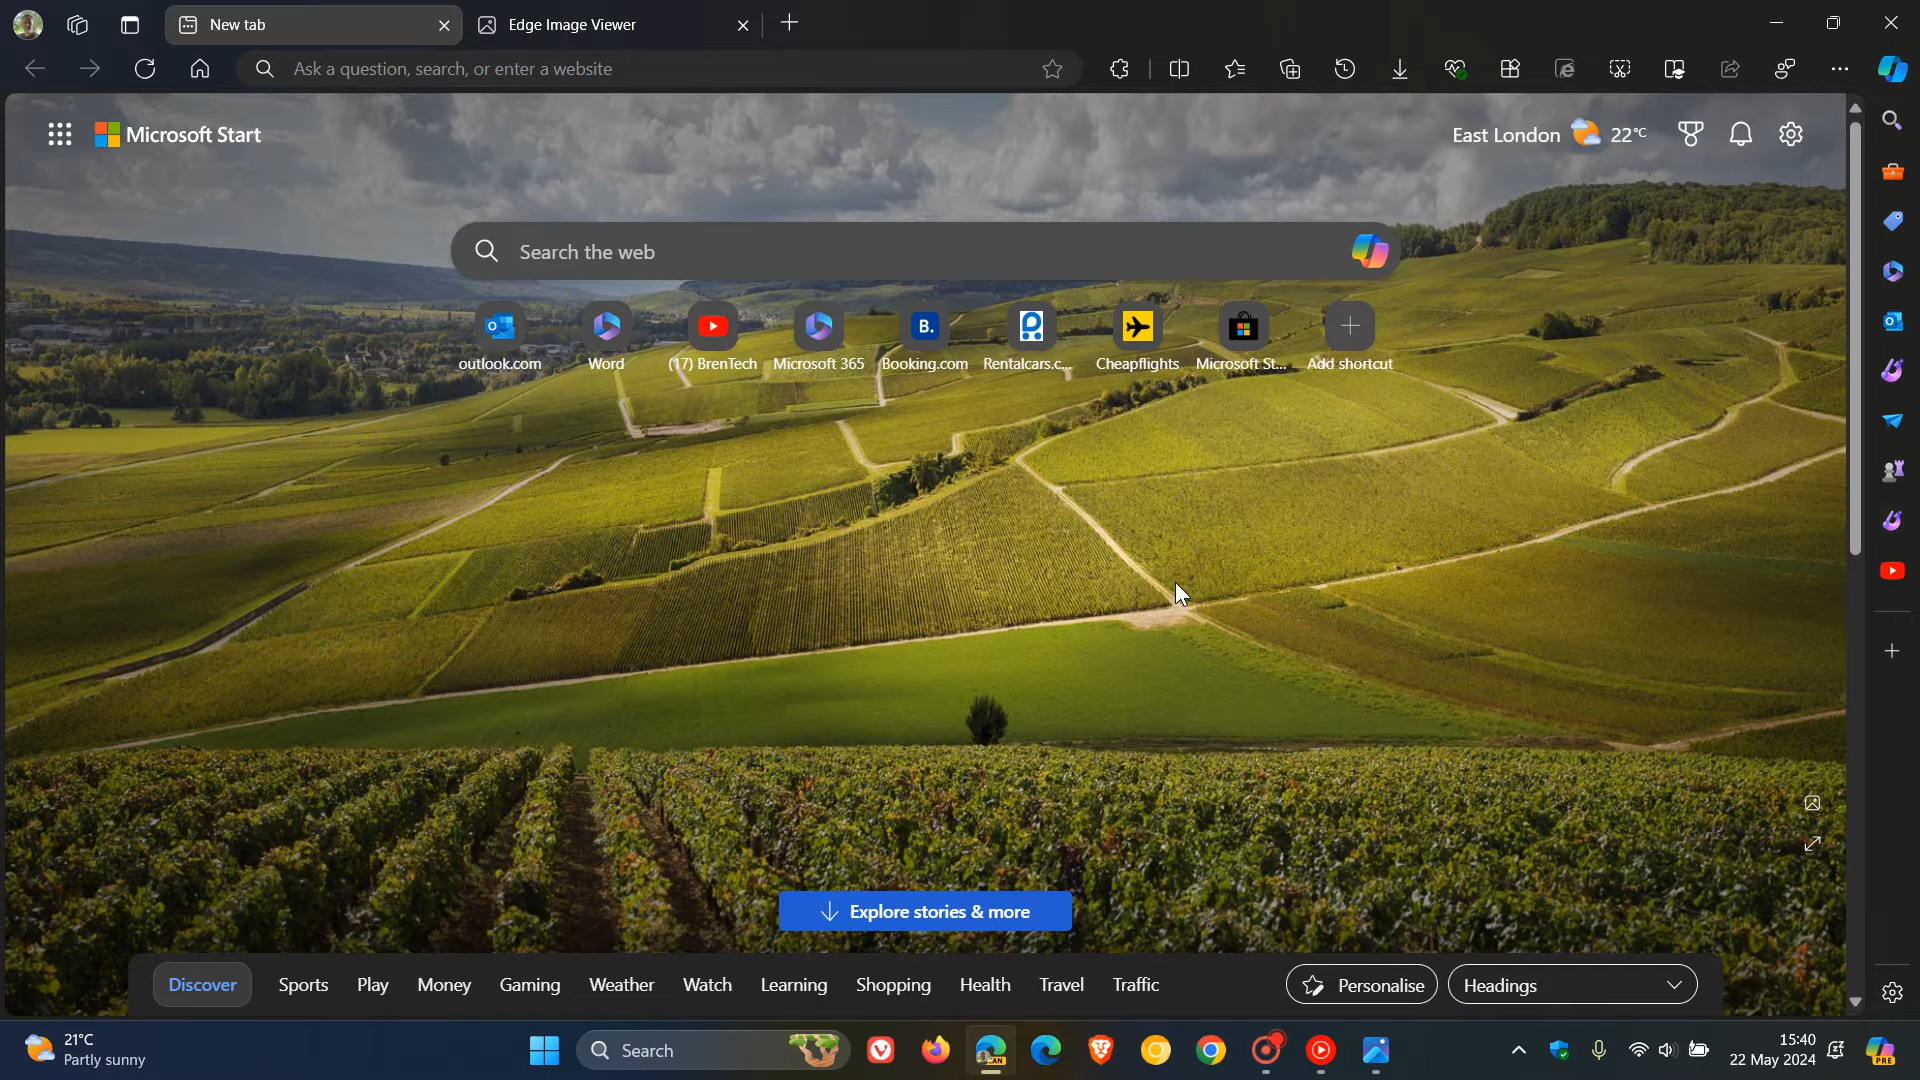 New tab
Edge Image Viewer
Ask a question, search, or enter a website
Microsoft Start
East London 22°C
Search the web
outlook.com
Word
(17) BrenTech
Microsoft 365
B.
Booking.com
Rentalcars.c...
Cheapflights
Microsoft St...
Add shortcut
Explore stories & more
Discover
Sports
Play
Money
Gaming
Weather
Watch
Learning
Shopping
Health
Travel
Traffic
Personalise
Headings
21°C
Partly sunny
Search
CAN
15:40
22 May 2024
PRE